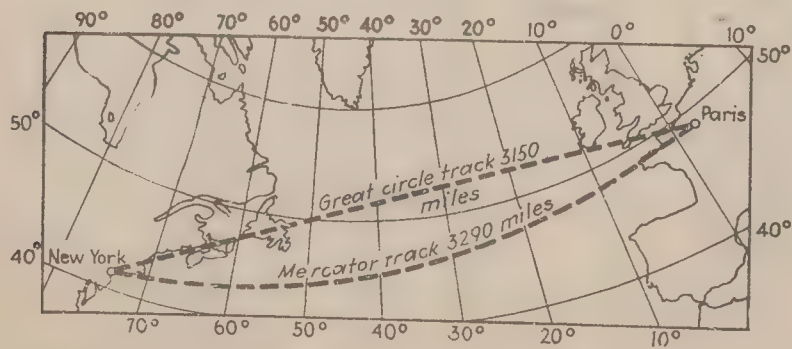 90° 80° 70° 60° 50° 40° 30° 20° 10° 0° 10°
50°
50°
Paris
Great circle track 3150
miles
Mercator track 3290 miles
New York
40°
40°
70° 60° 50° 40° 30° 20° 10°